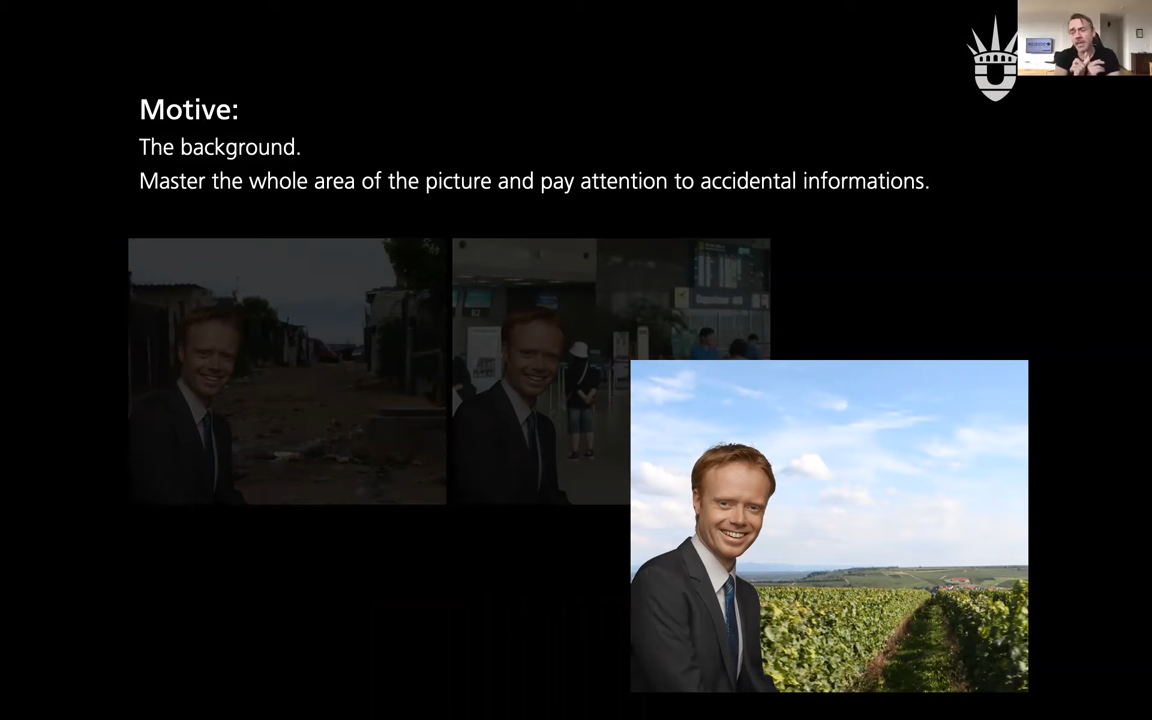 Motive:
The background.
Master the whole area of the picture and pay attention to accidental informations.